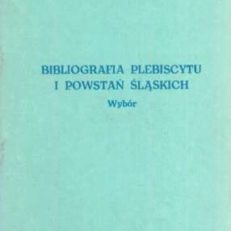 BIBLIOGRAFIA PLEBISCYTU
I POWSTAŃ ŚLĄSKICH
Wybór